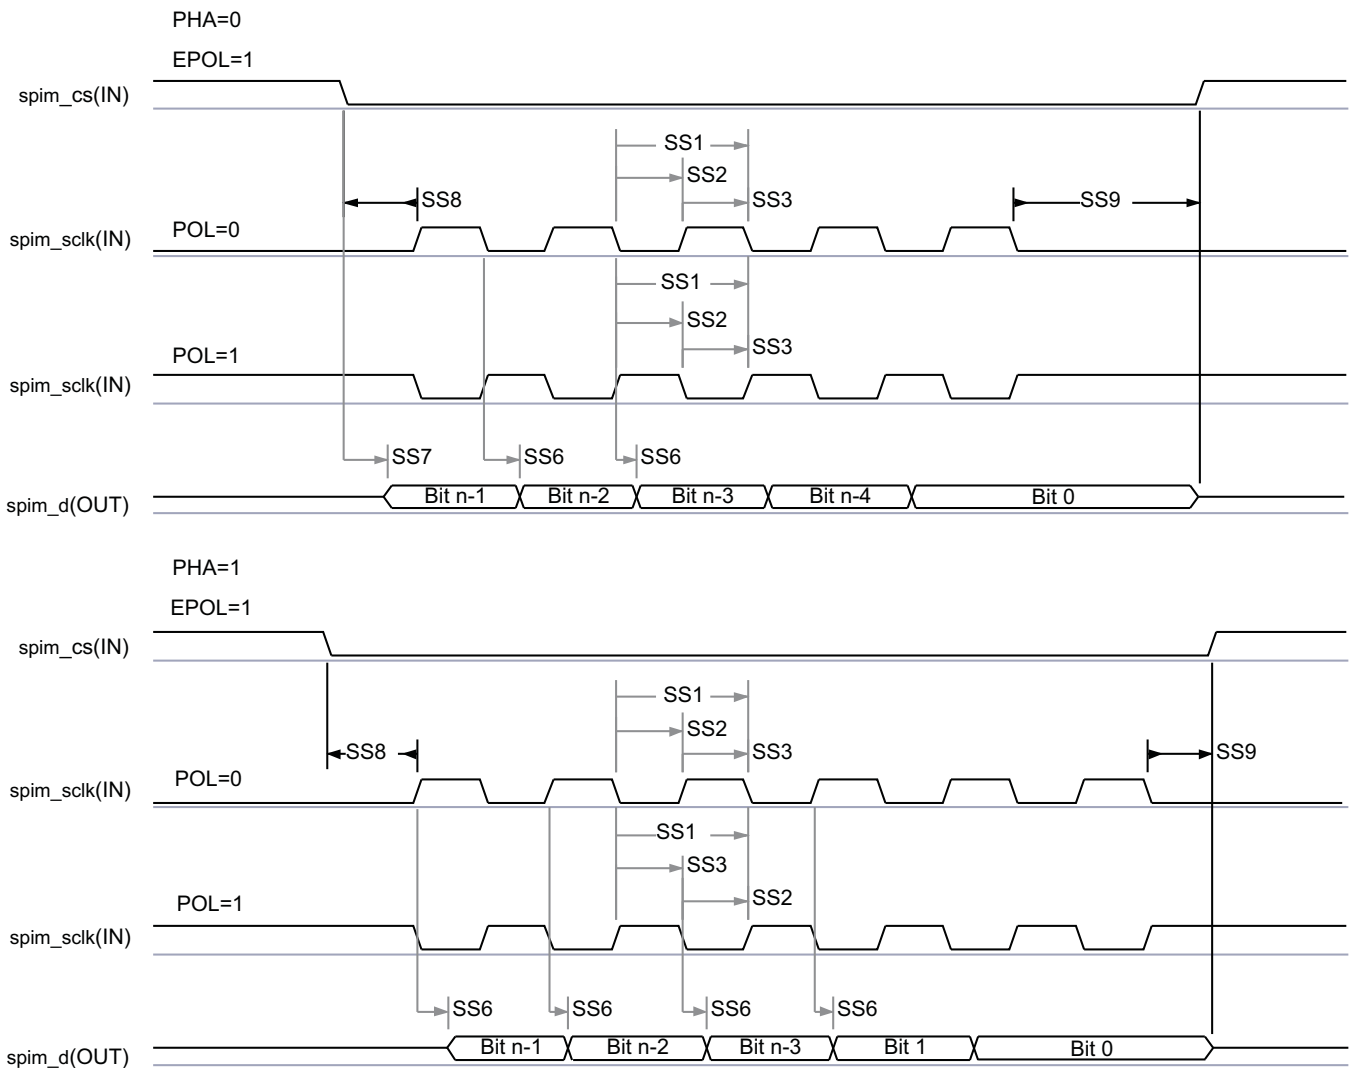 PHA=0
EPOL=1
spim_cs(IN)
SS1
SS2
SS8
SS3
SS9
POL=0
spim_sclk(IN)
SS1
SS2
SS3
POL=1
spim_sclk(IN)
SS7
SS6
SS6
spim_d(OUT)
Bit n-1
Bit n-2
Bit n-3
Bit n-4
Bit 0
PHA=1
EPOL=1
spim_cs(IN)
SS1
SS2
SS8
SS3
SS9
POL=0
spim_sclk(IN)
SS1
SS3
SS2
POL=1
spim_sclk(IN)
SS6
SS6
SS6
SS6
spim_d(OUT)
Bit n-1
Bit n-2
Bit n-3
Bit 1
Bit 0